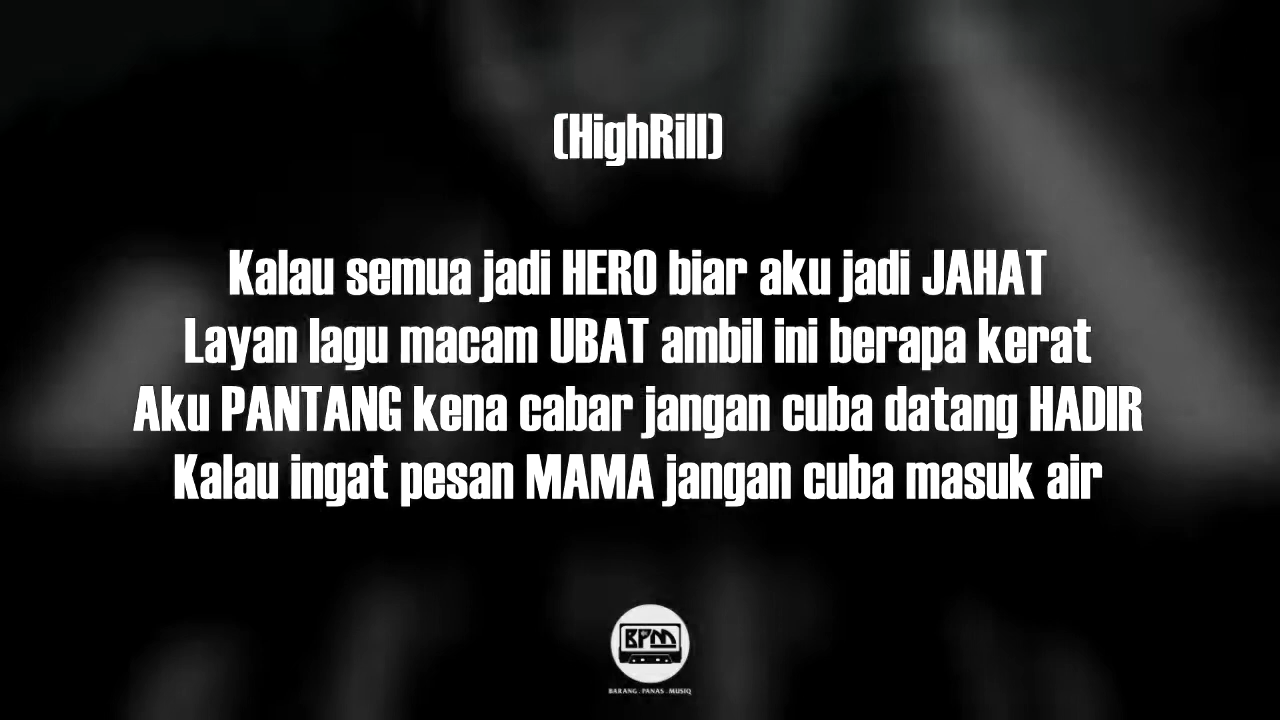 (HighRill)
Kalau semua jadi HERO biar aku jadi JAHAT
Layan lagu macam UBAT ambil ini berapa kerat
Aku PANTANG kena cabar jangan cuba datang HADIR
Kalau ingat pesan MAMA jangan cuba masuk air
BPM
BARANG . PANAS . MUSIQ